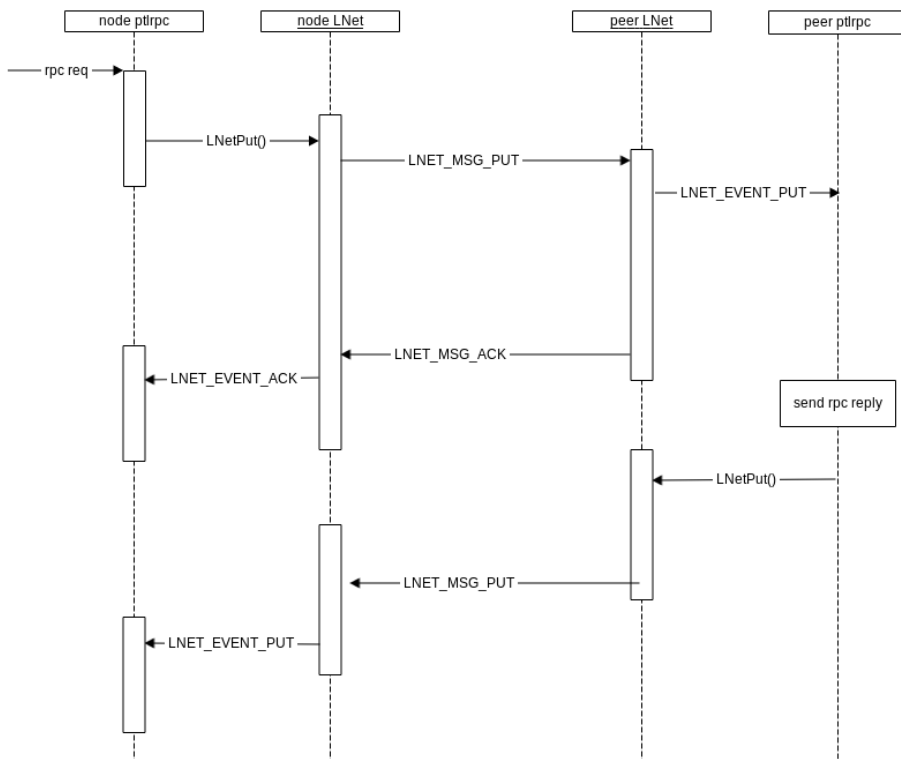 node ptlrpc
node LNet
peer LNet
peer ptlrpc
rpc req
LNetPut()
LNET_MSG_PUT
LNET_EVENT_PUT
LNET_MSG_ACK
LNET_EVENT_ACK
send rpc reply
LNetPut()
LNET_MSG_PUT
LNET_EVENT_PUT